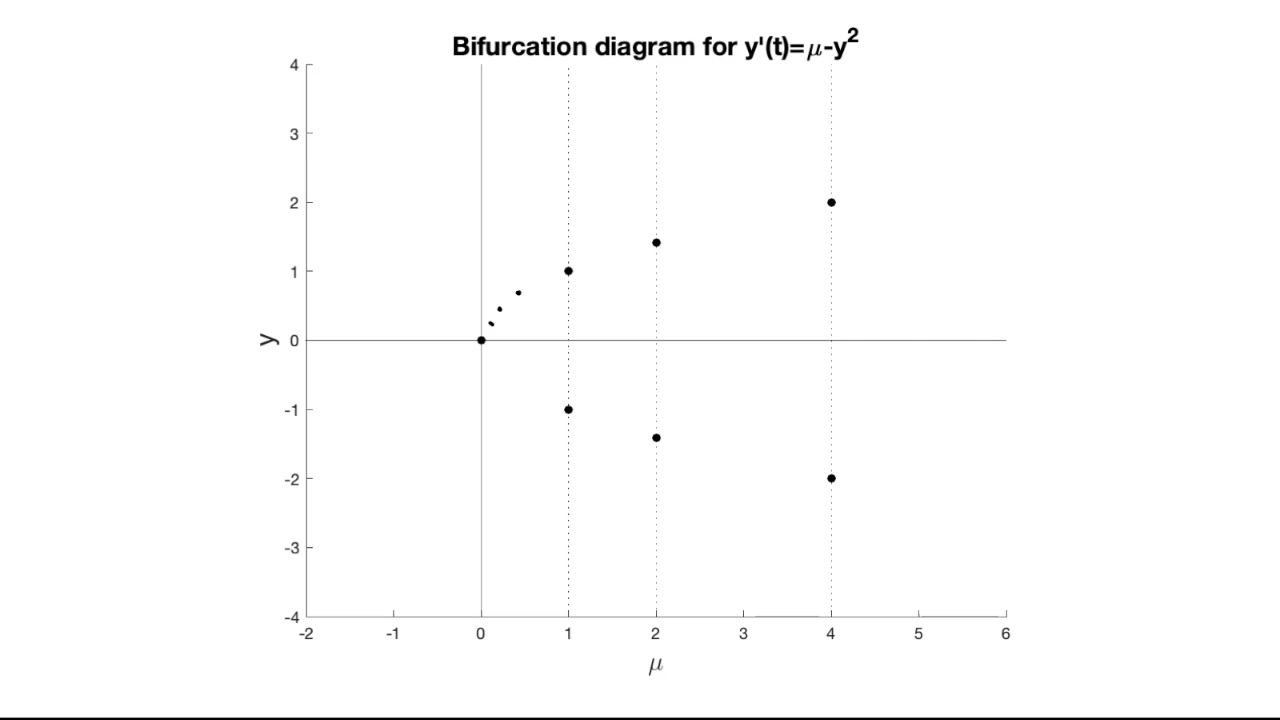 Bifurcation diagram for y'(t)=μ-y²
4
3
2
1
y 0
-1
-2
-3
-4
-2 -1 0 1 2 3 4 5 6
μ